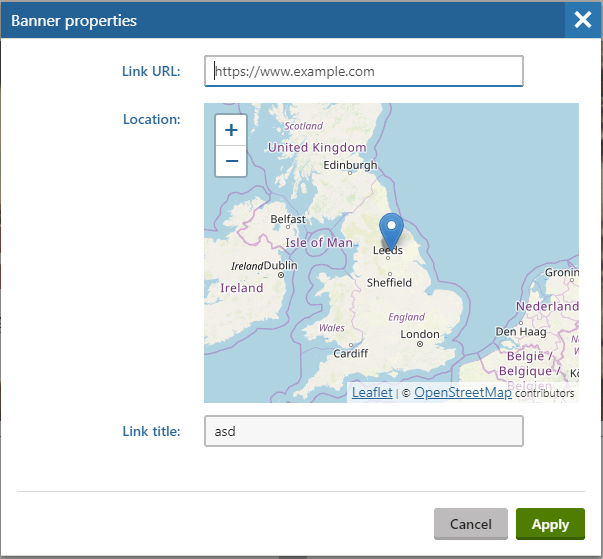 Banner properties
Link URL:
https://www.example.com
Location:
+
−
Scotland
United Kingdom
Edinburgh
Belfast
Isle of Man
Leeds
Ireland Dublin
Ireland
Sheffield
Groning
Nederland
England
Wales
London
Den Haag
Cardiff
België /
Belgique /
Belgien
Leaflet | © OpenStreetMap contributors
Link title:
asd
Cancel
Apply